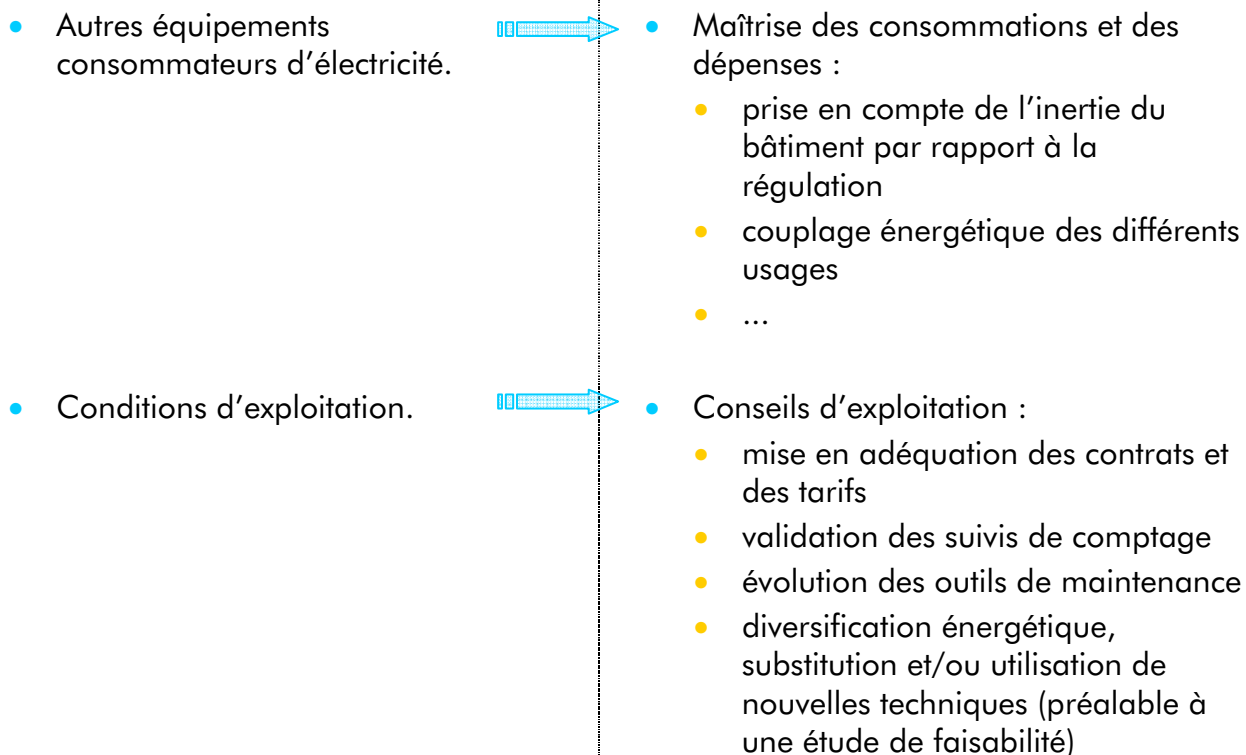 • Autres équipements
consommateurs d’électricité.
• Maîtrise des consommations et des
dépenses :
• prise en compte de l’inertie du
bâtiment par rapport à la
régulation
• couplage énergétique des différents
usages
• ...
• Conditions d’exploitation.
• Conseils d’exploitation :
• mise en adéquation des contrats et
des tarifs
• validation des suivis de comptage
• évolution des outils de maintenance
• diversification énergétique,
substitution et/ou utilisation de
nouvelles techniques (préalable à
une étude de faisabilité)